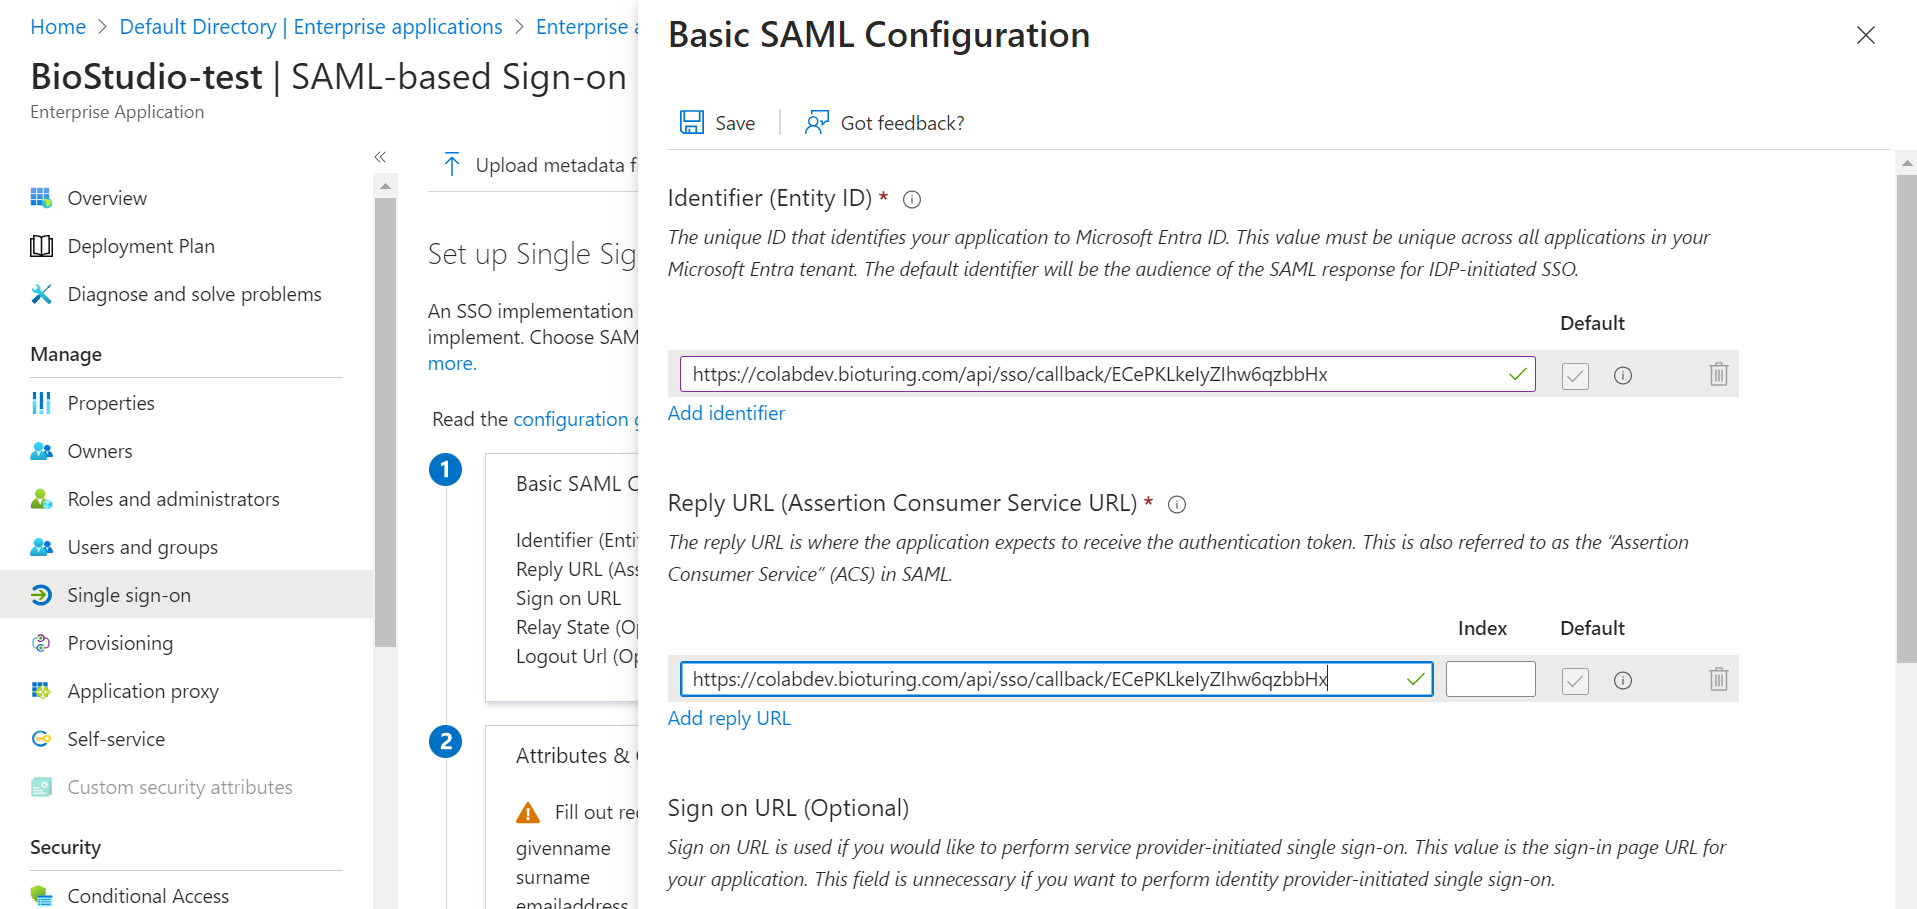 Home > Default Directory | Enterprise applications > Enterprise
BioStudio-test | SAML-based Sign-on
Enterprise Application
«
Overview
Deployment Plan
Diagnose and solve problems
Manage
Properties
Owners
Roles and administrators
Users and groups
Single sign-on
Provisioning
Application proxy
Self-service
Custom security attributes
Security
Conditional Access
Upload metadata f
Set up Single Sig
An SSO implementation
implement. Choose SAM
more.
Read the configuration g
1
Basic SAML C
Identifier (Enti
Reply URL (Ass
Sign on URL
Relay State (Op
Logout Url (Op
2
Attributes &
Fill out rec
givenname
surname
emailaddress
Basic SAML Configuration
Save
Got feedback?
Identifier (Entity ID) *
The unique ID that identifies your application to Microsoft Entra ID. This value must be unique across all applications in your
Microsoft Entra tenant. The default identifier will be the audience of the SAML response for IDP-initiated SSO.
Default
https://colabdev.bioturing.com/api/sso/callback/ECePKLkeIyZIhw6qzbbHx
Add identifier
Reply URL (Assertion Consumer Service URL) *
The reply URL is where the application expects to receive the authentication token. This is also referred to as the “Assertion
Consumer Service” (ACS) in SAML.
Index Default
https://colabdev.bioturing.com/api/sso/callback/ECePKLkeIyZIhw6qzbbHx
Add reply URL
Sign on URL (Optional)
Sign on URL is used if you would like to perform service provider-initiated single sign-on. This value is the sign-in page URL for
your application. This field is unnecessary if you want to perform identity provider-initiated single sign-on.